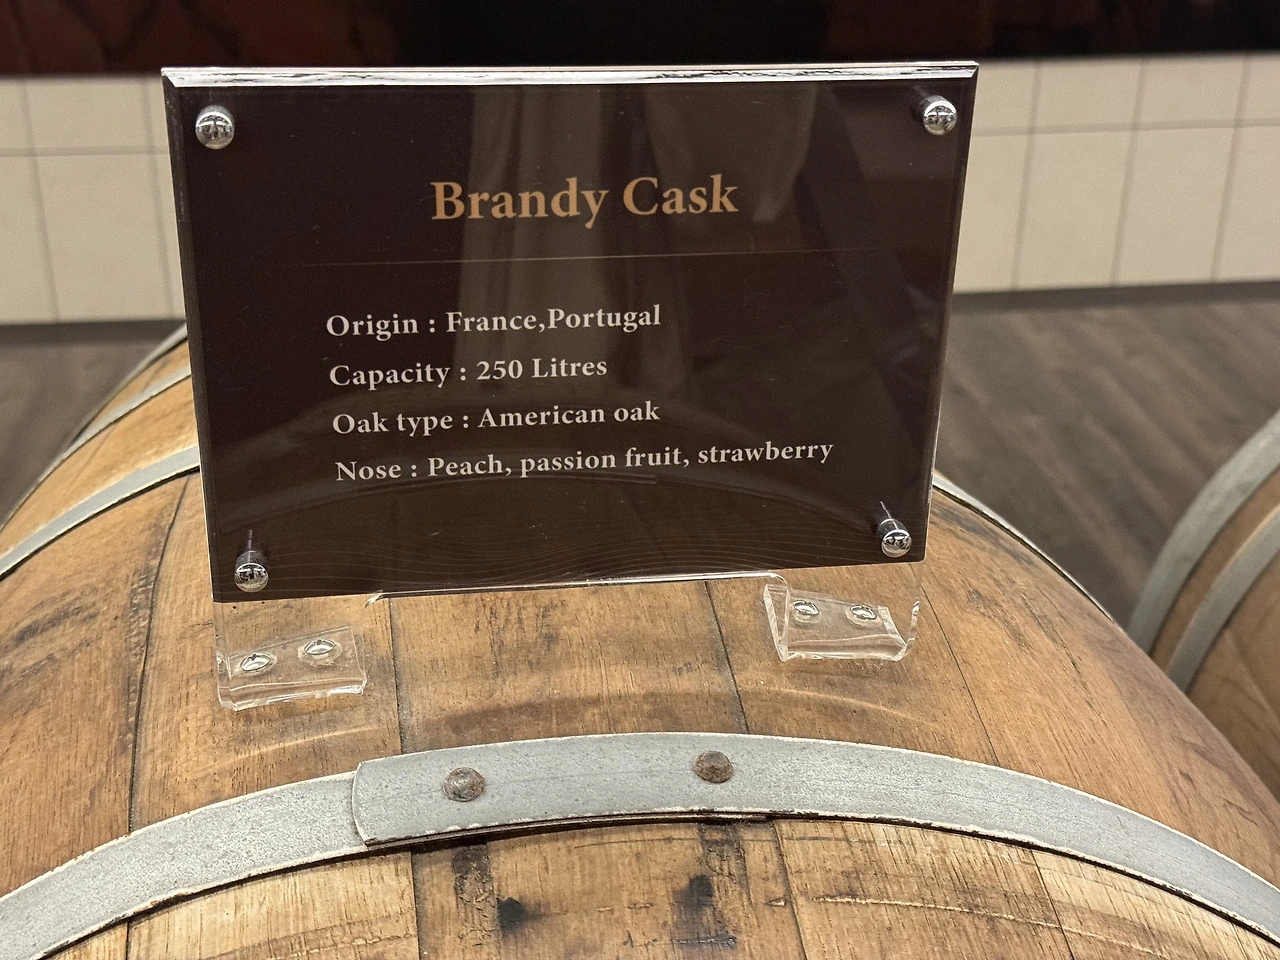 Brandy Cask
Origin : France,Portugal
Capacity : 250 Litres
Oak type : American oak
Nose : Peach, passion fruit, strawberry